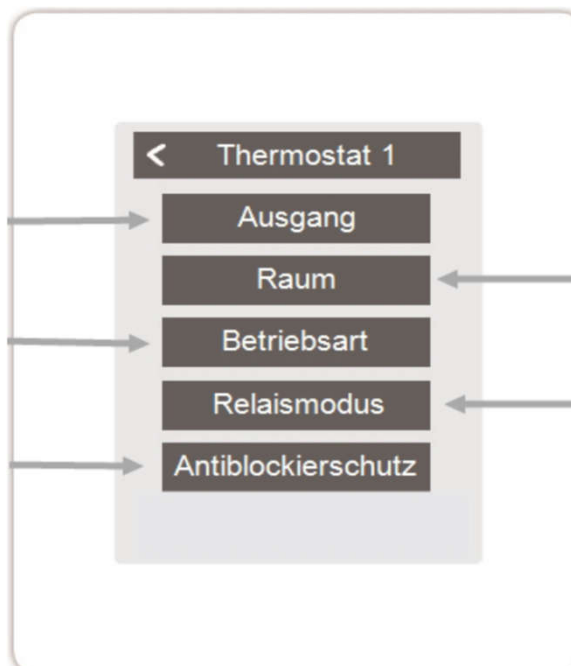 < Thermostat 1
Ausgang
Raum
Betriebsart
Relaismodus
Antiblockierschutz